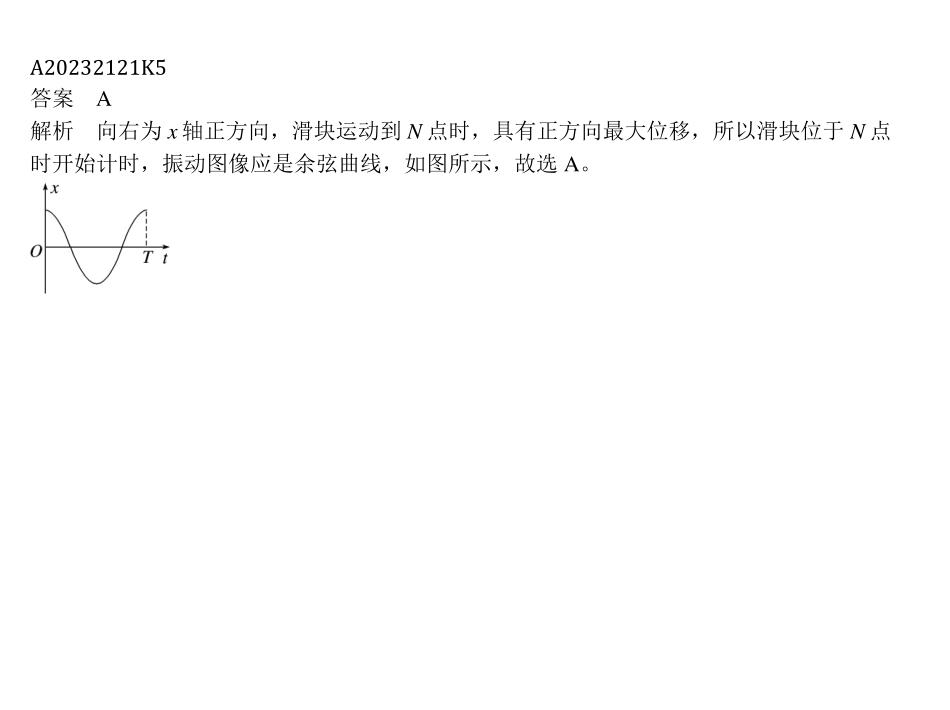 A20232121K5
答案 A
解析 向右为 x 轴正方向，滑块运动到 N 点时，具有正方向最大位移，所以滑块位于 N 点
时开始计时，振动图像应是余弦曲线，如图所示，故选 A。
x
O
T t